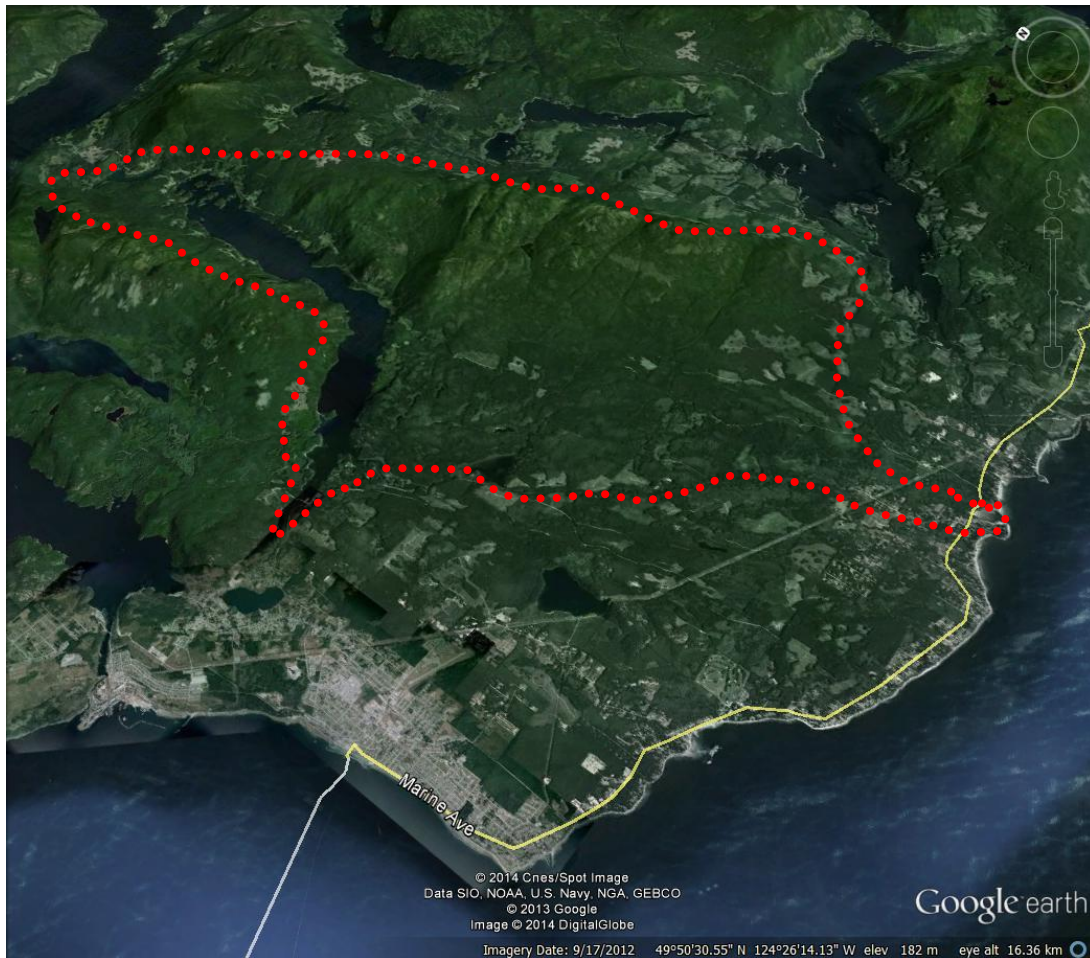 N
Marine Ave
© 2014 Cnes/Spot Image
Data SIO, NOAA, U.S. Navy, NGA, GEBCO
© 2013 Google
Image © 2014 DigitalGlobe
Google earth
Imagery Date: 9/17/2012 49°50'30.55" N 124°26'14.13" W elev 182 m eye alt 16.36 km